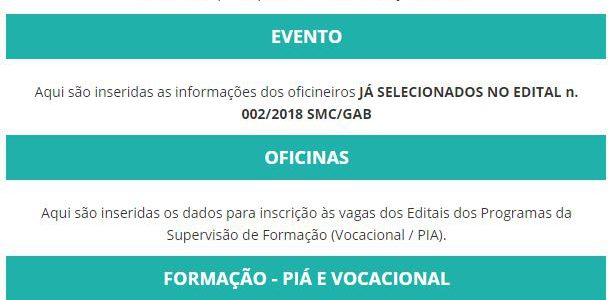 EVENTO
Aqui são inseridas as informações dos oficineiros JÁ SELECIONADOS NO EDITAL n.
002/2018 SMC/GAB
OFICINAS
Aqui são inseridas os dados para inscrição às vagas dos Editais dos Programas da
Supervisão de Formação (Vocacional / PIA).
FORMAÇÃO - PIÁ E VOCACIONAL